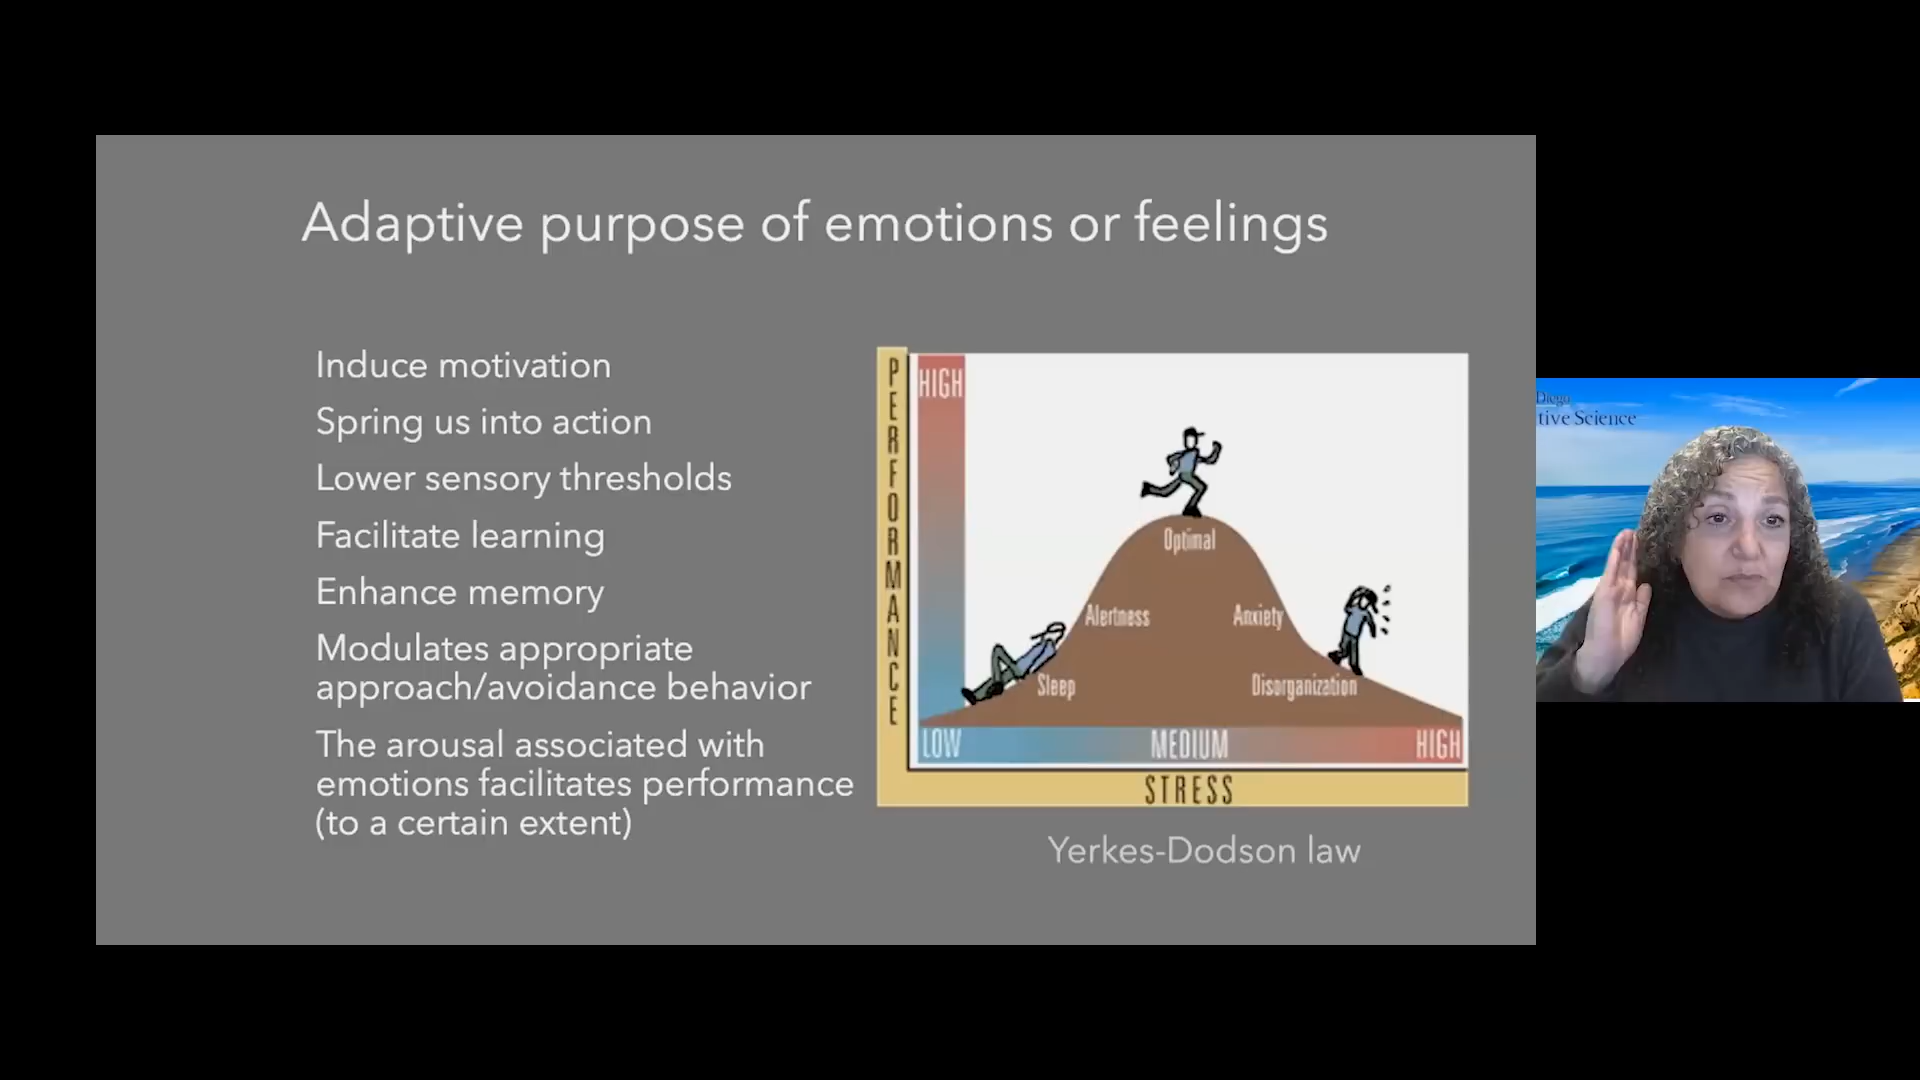 Adaptive purpose of emotions or feelings
Induce motivation
Spring us into action
Lower sensory thresholds
Facilitate learning
Enhance memory
Modulates appropriate
approach/avoidance behavior
The arousal associated with
emotions facilitates performance
(to a certain extent)
PERFORMANCE
HIGH
Optimal
Alertness
Anxiety
Sleep
Disorganization
LOW
MEDIUM
HIGH
STRESS
Yerkes-Dodson law
Diego
tive Science